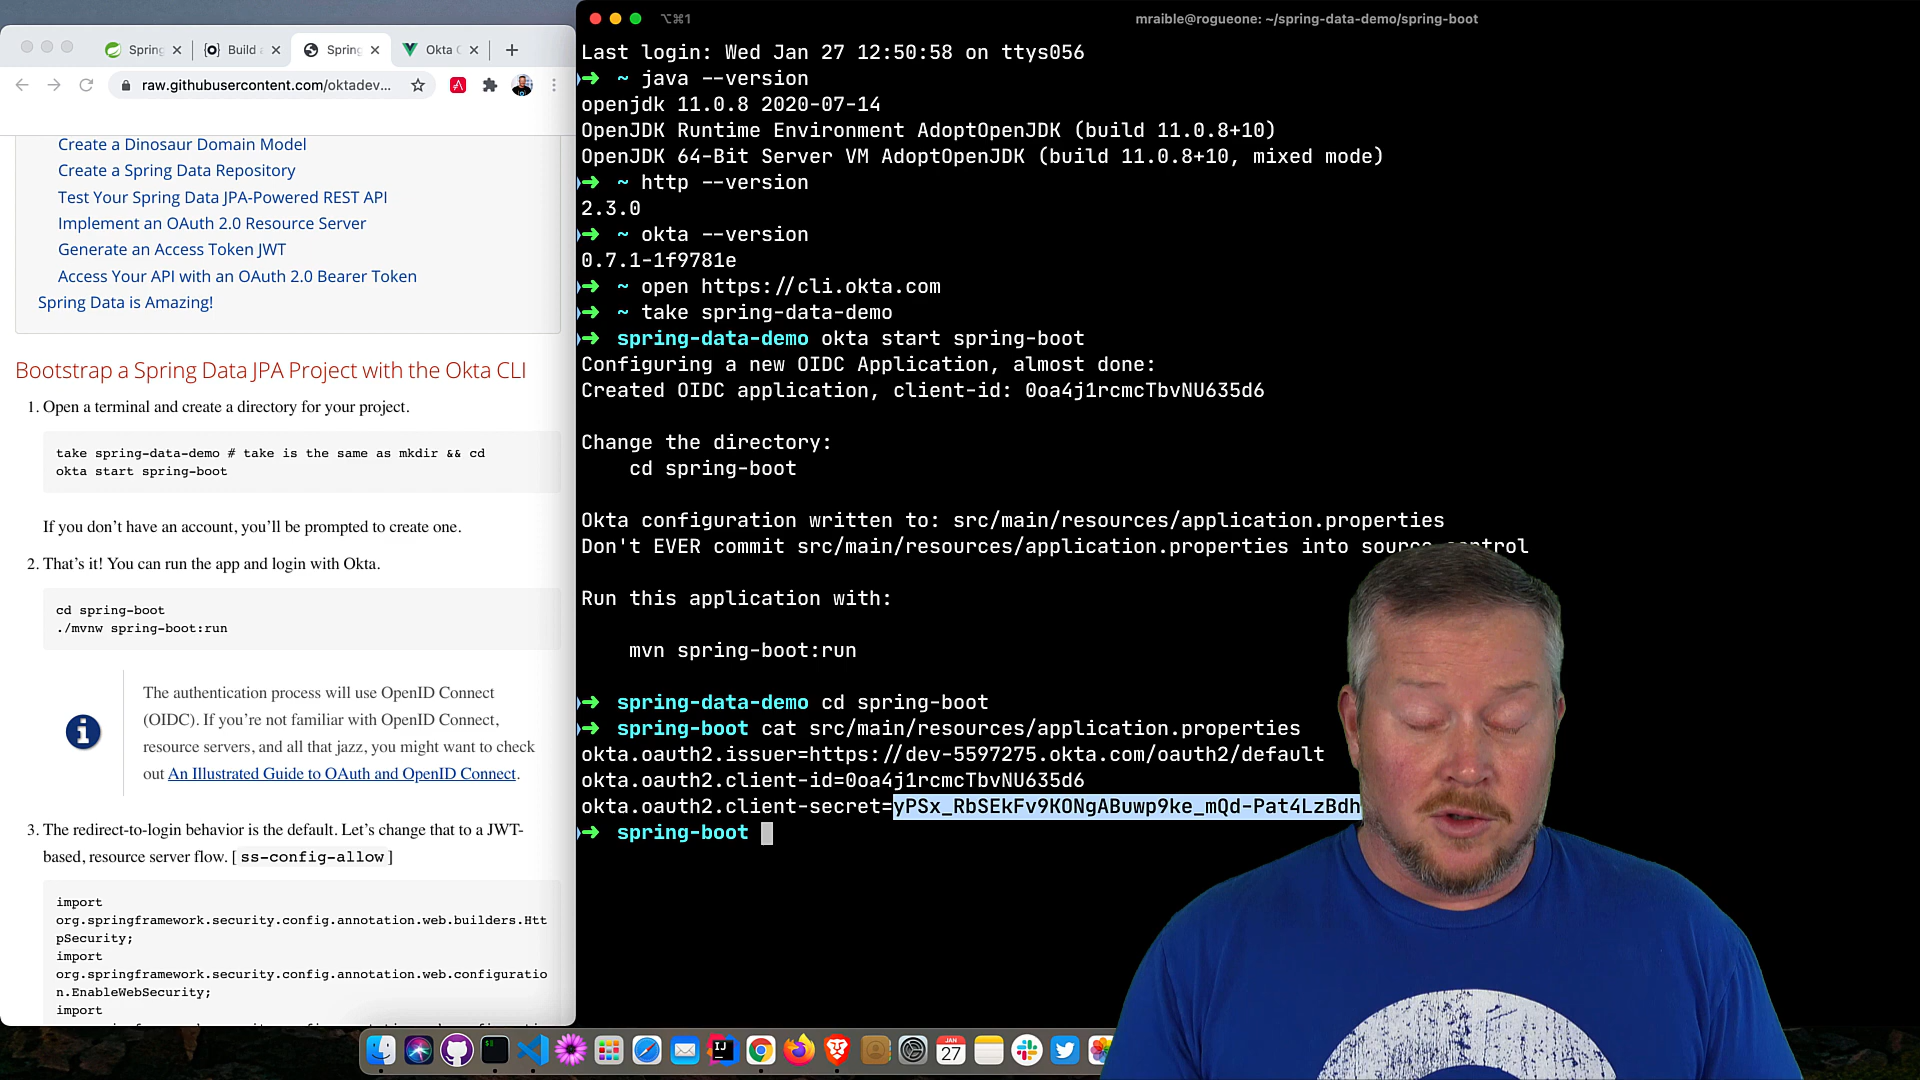 Spring
Build a
Spring
Okta C
raw.githubusercontent.com/oktadev...
Create a Dinosaur Domain Model
Create a Spring Data Repository
Test Your Spring Data JPA-Powered REST API
Implement an OAuth 2.0 Resource Server
Generate an Access Token JWT
Access Your API with an OAuth 2.0 Bearer Token
Spring Data is Amazing!
Bootstrap a Spring Data JPA Project with the Okta CLI
1. Open a terminal and create a directory for your project.
take spring-data-demo # take is the same as mkdir && cd
okta start spring-boot
If you don’t have an account, you’ll be prompted to create one.
2. That’s it! You can run the app and login with Okta.
cd spring-boot
./mvnw spring-boot:run
The authentication process will use OpenID Connect
(OIDC). If you’re not familiar with OpenID Connect,
resource servers, and all that jazz, you might want to check
out An Illustrated Guide to OAuth and OpenID Connect.
3. The redirect-to-login behavior is the default. Let’s change that to a JWT-
based, resource server flow. [ ss-config-allow ]
import
org.springframework.security.config.annotation.web.builders.Htt
pSecurity;
import
org.springframework.security.config.annotation.web.configuratio
n.EnableWebSecurity;
import
⌥⌘1
mraible@rogueone: ~/spring-data-demo/spring-boot
Last login: Wed Jan 27 12:50:58 on ttys056
➜ ~ java --version
openjdk 11.0.8 2020-07-14
OpenJDK Runtime Environment AdoptOpenJDK (build 11.0.8+10)
OpenJDK 64-Bit Server VM AdoptOpenJDK (build 11.0.8+10, mixed mode)
➜ ~ http --version
2.3.0
➜ ~ okta --version
0.7.1-1f9781e
➜ ~ open https://cli.okta.com
➜ ~ take spring-data-demo
➜ spring-data-demo okta start spring-boot
Configuring a new OIDC Application, almost done:
Created OIDC application, client-id: 0oa4j1rcmcTbvNU635d6
Change the directory:
cd spring-boot
Okta configuration written to: src/main/resources/application.properties
Don't EVER commit src/main/resources/application.properties into source control
Run this application with:
mvn spring-boot:run
➜ spring-data-demo cd spring-boot
➜ spring-boot cat src/main/resources/application.properties
okta.oauth2.issuer=https://dev-5597275.okta.com/oauth2/default
okta.oauth2.client-id=0oa4j1rcmcTbvNU635d6
okta.oauth2.client-secret=yPSx_RbSEkFv9KONgABuwp9ke_mQd-Pat4LzBdh
➜ spring-boot
IJ
JAN
27